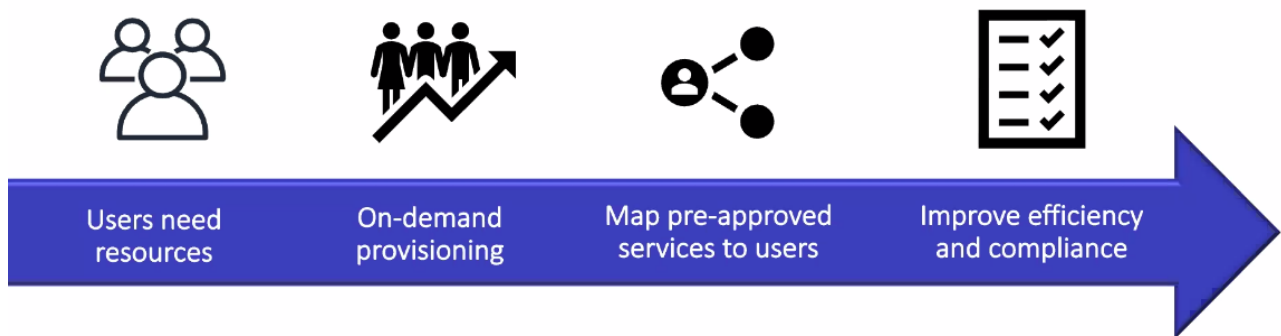 Users need
resources
On-demand
provisioning
Map pre-approved
services to users
Improve efficiency
and compliance